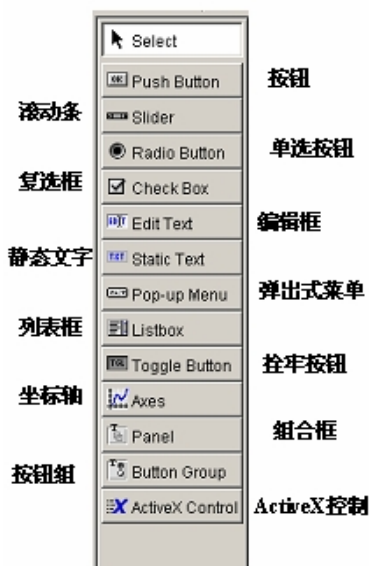 Select
Push Button 按钮
滚动条 Slider
Radio Button 单选按钮
复选框 Check Box
Edit Text 编辑框
静态文字 Static Text
Pop-up Menu 弹出式菜单
列表框 Listbox
Toggle Button 拴牢按钮
坐标轴 Axes
Panel 组合框
按钮组 Button Group
ActiveX Control ActiveX控制